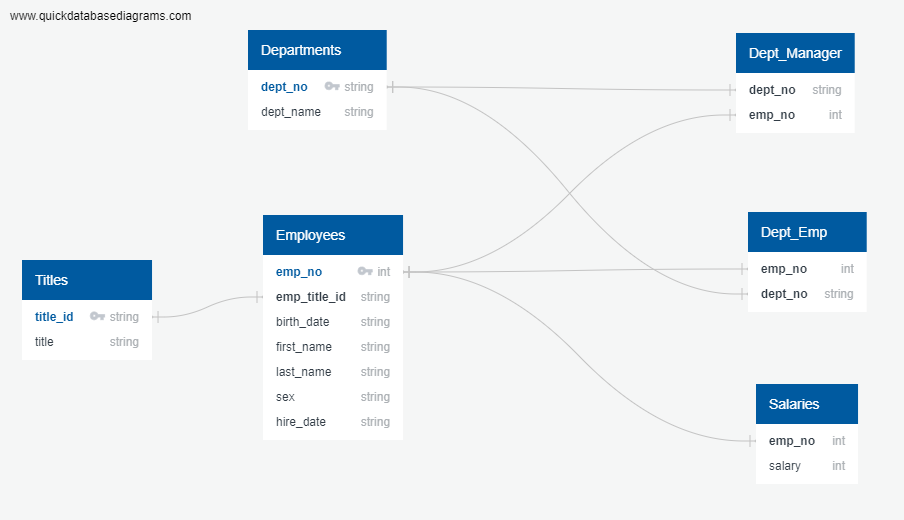 www.quickdatabasediagrams.com
Departments
dept_no string
dept_name string
Dept_Manager
dept_no string
emp_no int
Employees
emp_no int
emp_title_id string
birth_date string
first_name string
last_name string
sex string
hire_date string
Dept_Emp
emp_no int
dept_no string
Titles
title_id string
title string
Salaries
emp_no int
salary int